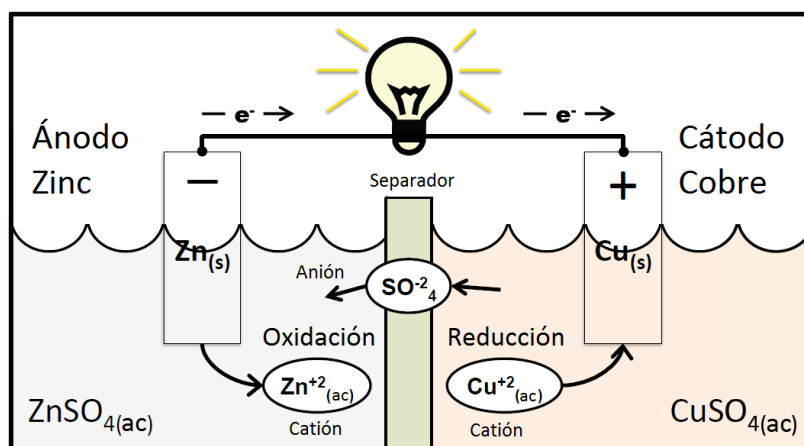 — e⁻ →
— e⁻ →
Ánodo
Zinc
−
Separador
+
Cátodo
Cobre
Zn(s)
Cu(s)
Anión
SO⁻²₄
Oxidación
Reducción
Zn⁺²(ac)
Cu⁺²(ac)
Catión
Catión
ZnSO₄(ac)
CuSO₄(ac)